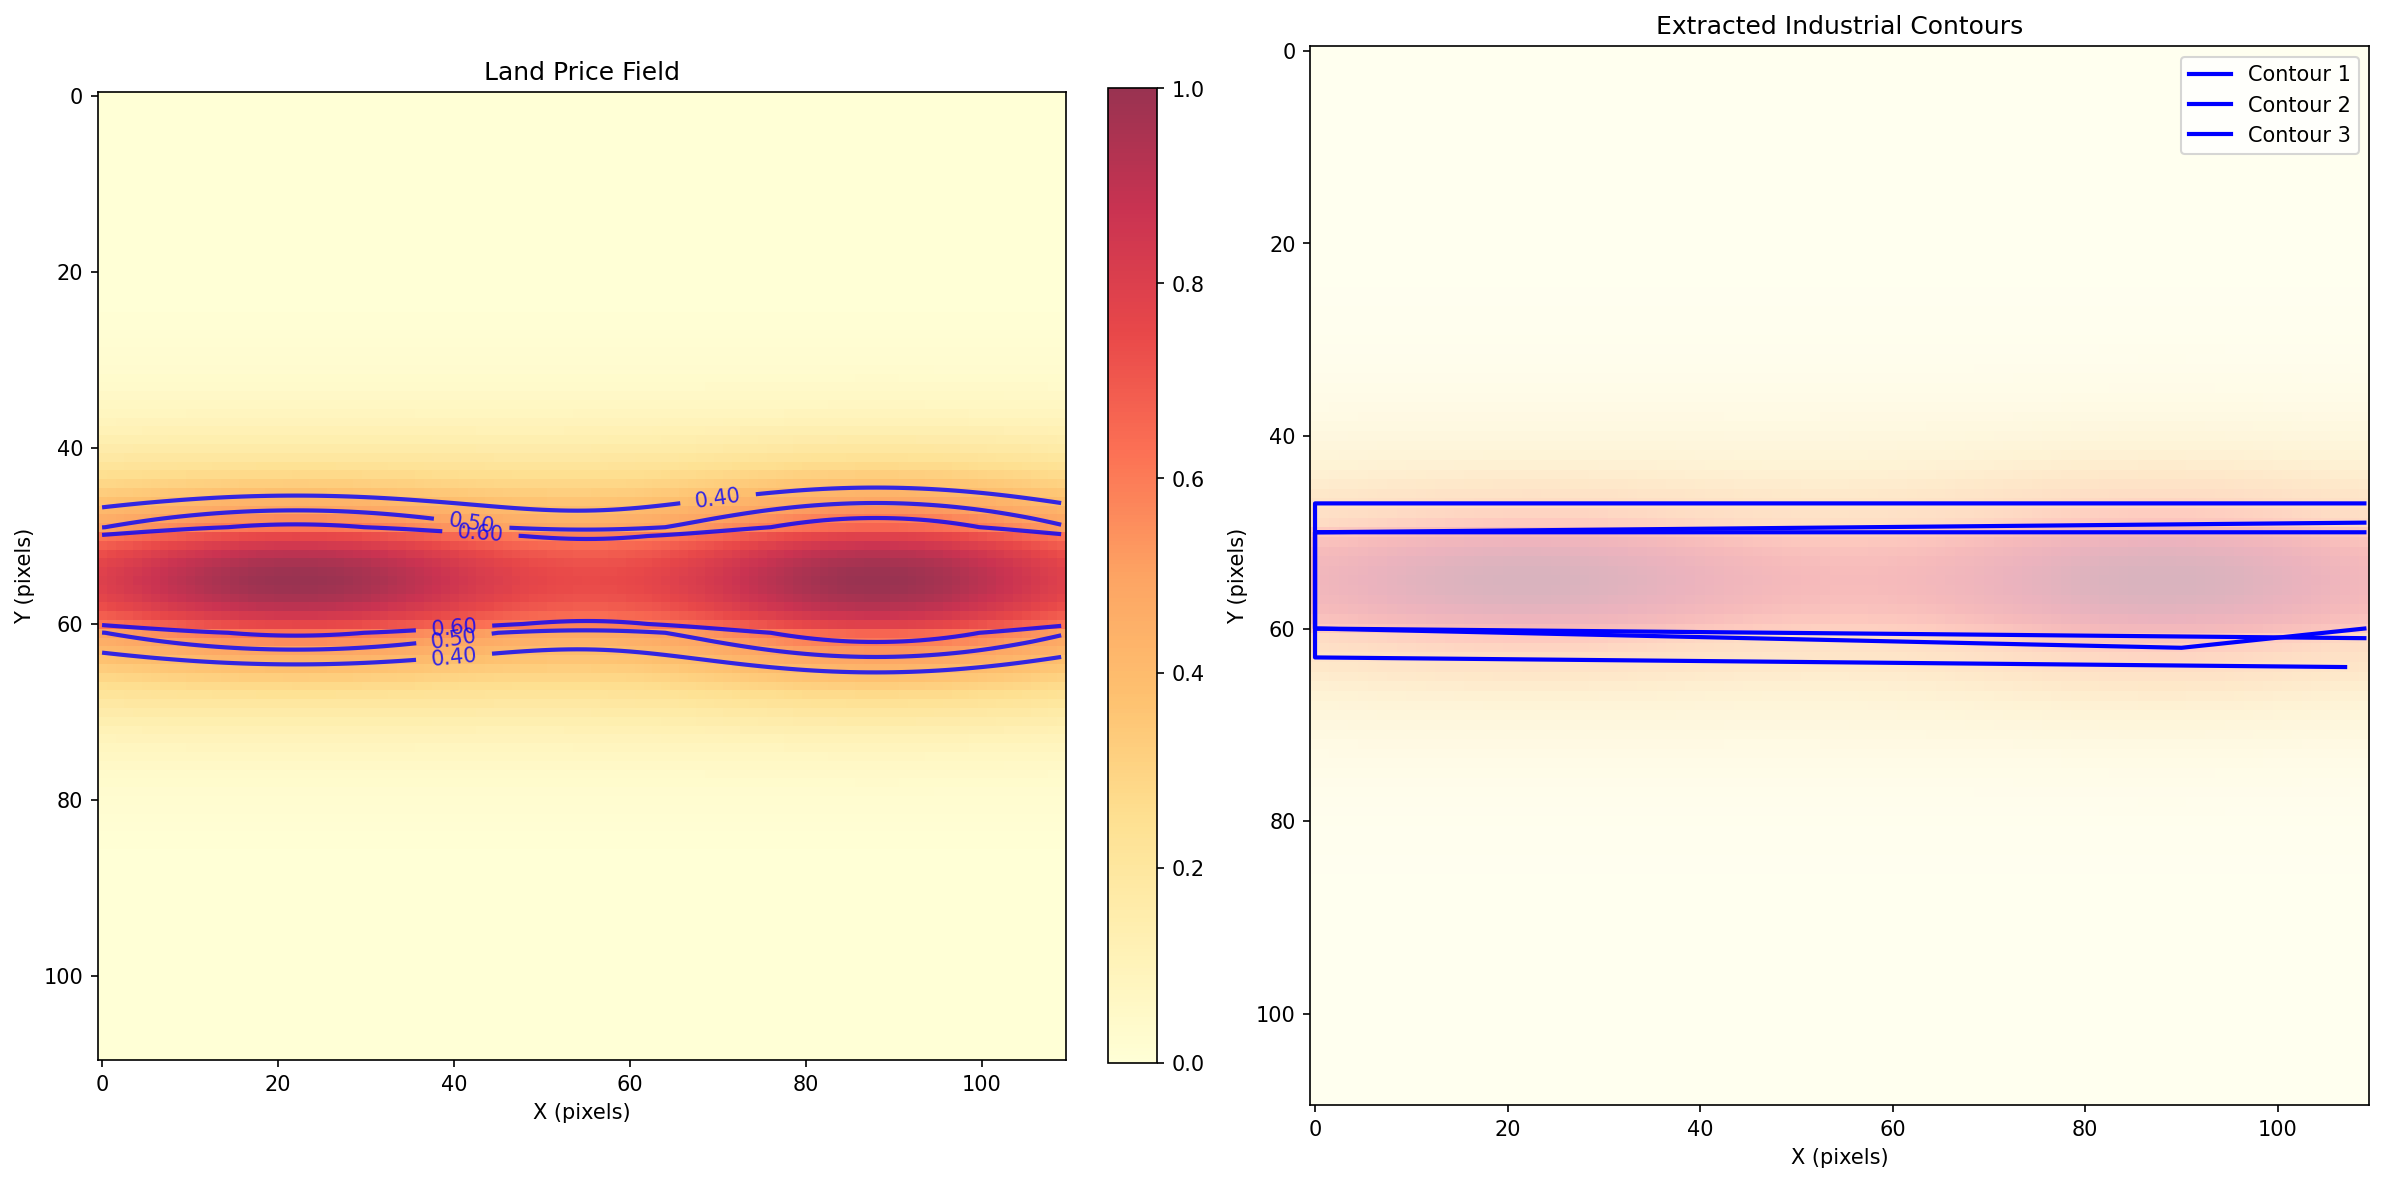 Land Price Field
0
20
40
60
80
100
Y (pixels)
0.40
0.50
0.60
0.60
0.50
0.40
0 20 40 60 80 100
X (pixels)
1.0
0.8
0.6
0.4
0.2
0.0
Extracted Industrial Contours
Contour 1
Contour 2
Contour 3
0
20
40
60
80
100
Y (pixels)
0 20 40 60 80 100
X (pixels)